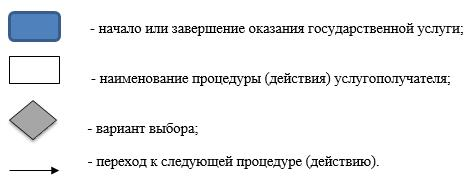 - начало или завершение оказания государственной услуги;
- наименование процедуры (действия) услугополучателя;
- вариант выбора;
- переход к следующей процедуре (действию).